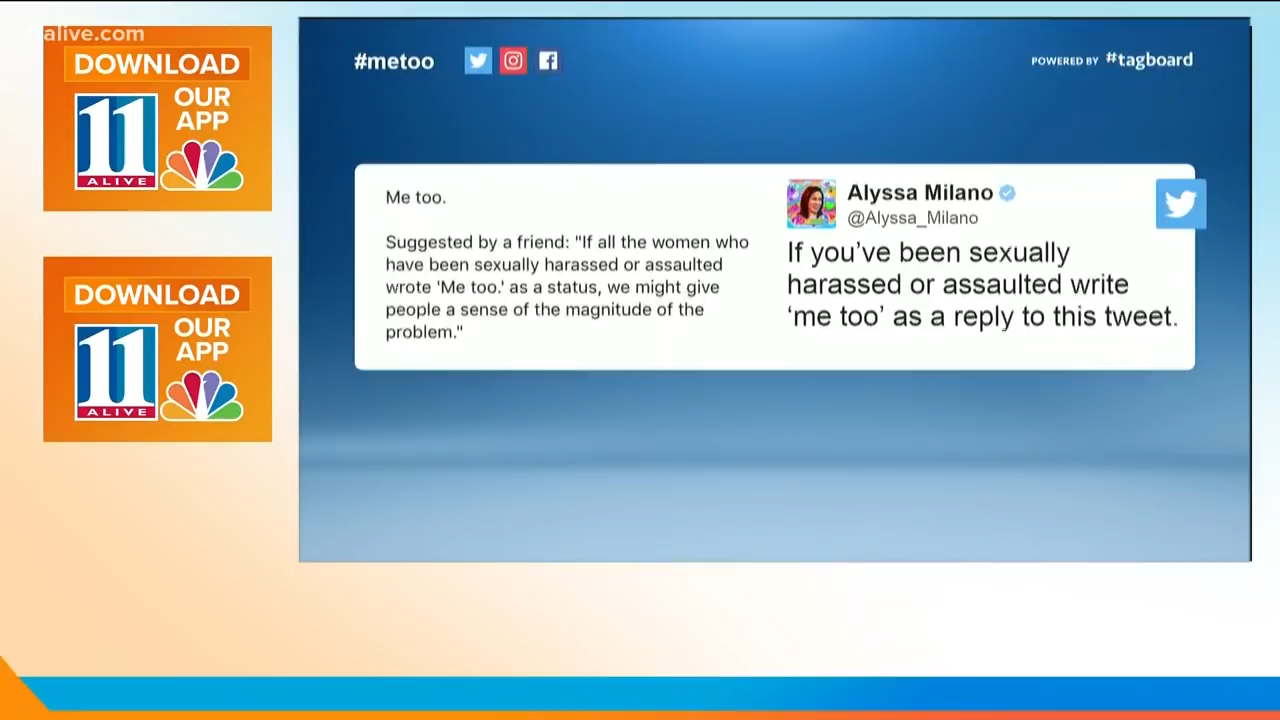 11alive.com
DOWNLOAD
OUR
APP
11
ALIVE
DOWNLOAD
OUR
APP
11
ALIVE
#metoo
POWERED BY #tagboard
Me too.
Suggested by a friend: "If all the women who
have been sexually harassed or assaulted
wrote 'Me too.' as a status, we might give
people a sense of the magnitude of the
problem."
Alyssa Milano
@Alyssa_Milano
If you’ve been sexually
harassed or assaulted write
‘me too’ as a reply to this tweet.